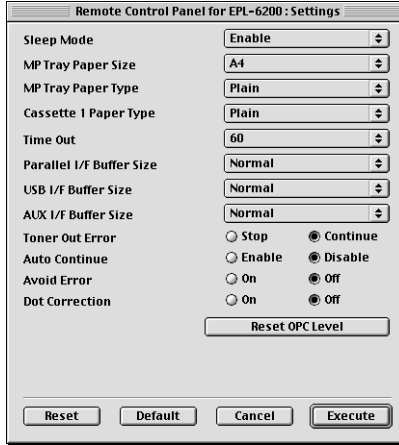 Remote Control Panel for EPL-6200 : Settings
Sleep Mode Enable
MP Tray Paper Size A4
MP Tray Paper Type Plain
Cassette 1 Paper Type Plain
Time Out 60
Parallel I/F Buffer Size Normal
USB I/F Buffer Size Normal
AUX I/F Buffer Size Normal
Toner Out Error Stop Continue
Auto Continue Enable Disable
Avoid Error On Off
Dot Correction On Off
Reset OPC Level
Reset Default Cancel Execute